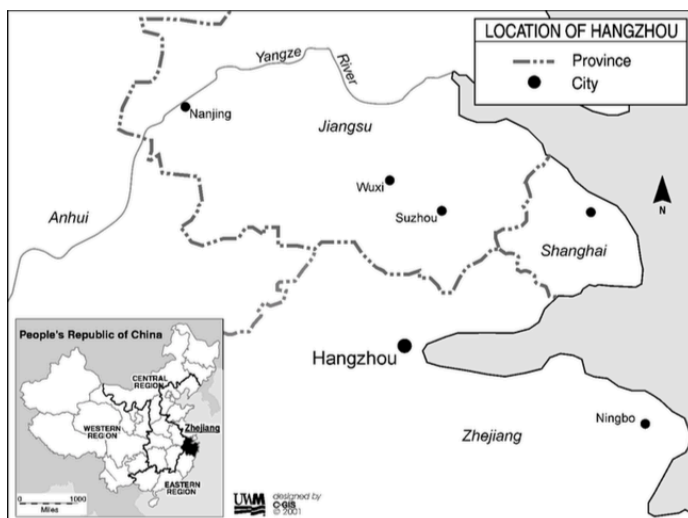 LOCATION OF HANGZHOU
Province
City
Yangze
River
Nanjing
Jiangsu
Wuxi
Suzhou
Anhui
N
Shanghai
Hangzhou
Ningbo
Zhejiang
People's Republic of China
CENTRAL
REGION
WESTERN
REGION
Zhejiang
EASTERN
REGION
0 1000
Miles
UWM
designed by
C-GIS
© 2001